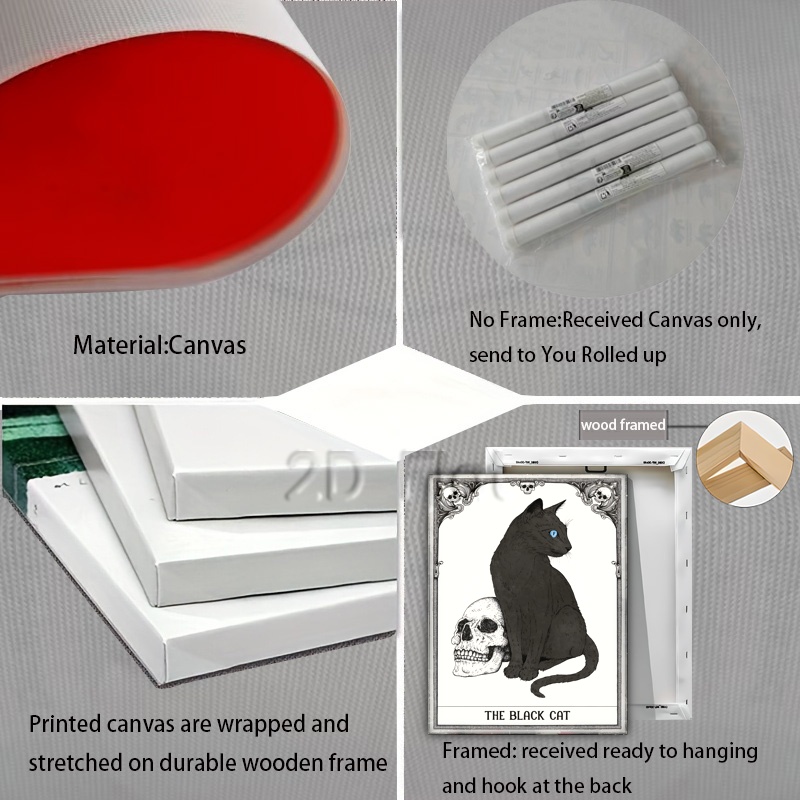 Material:Canvas
No Frame:Received Canvas only,
send to You Rolled up
2D
wood framed
THE BLACK CAT
Printed canvas are wrapped and
stretched on durable wooden frame
Framed: received ready to hanging
and hook at the back